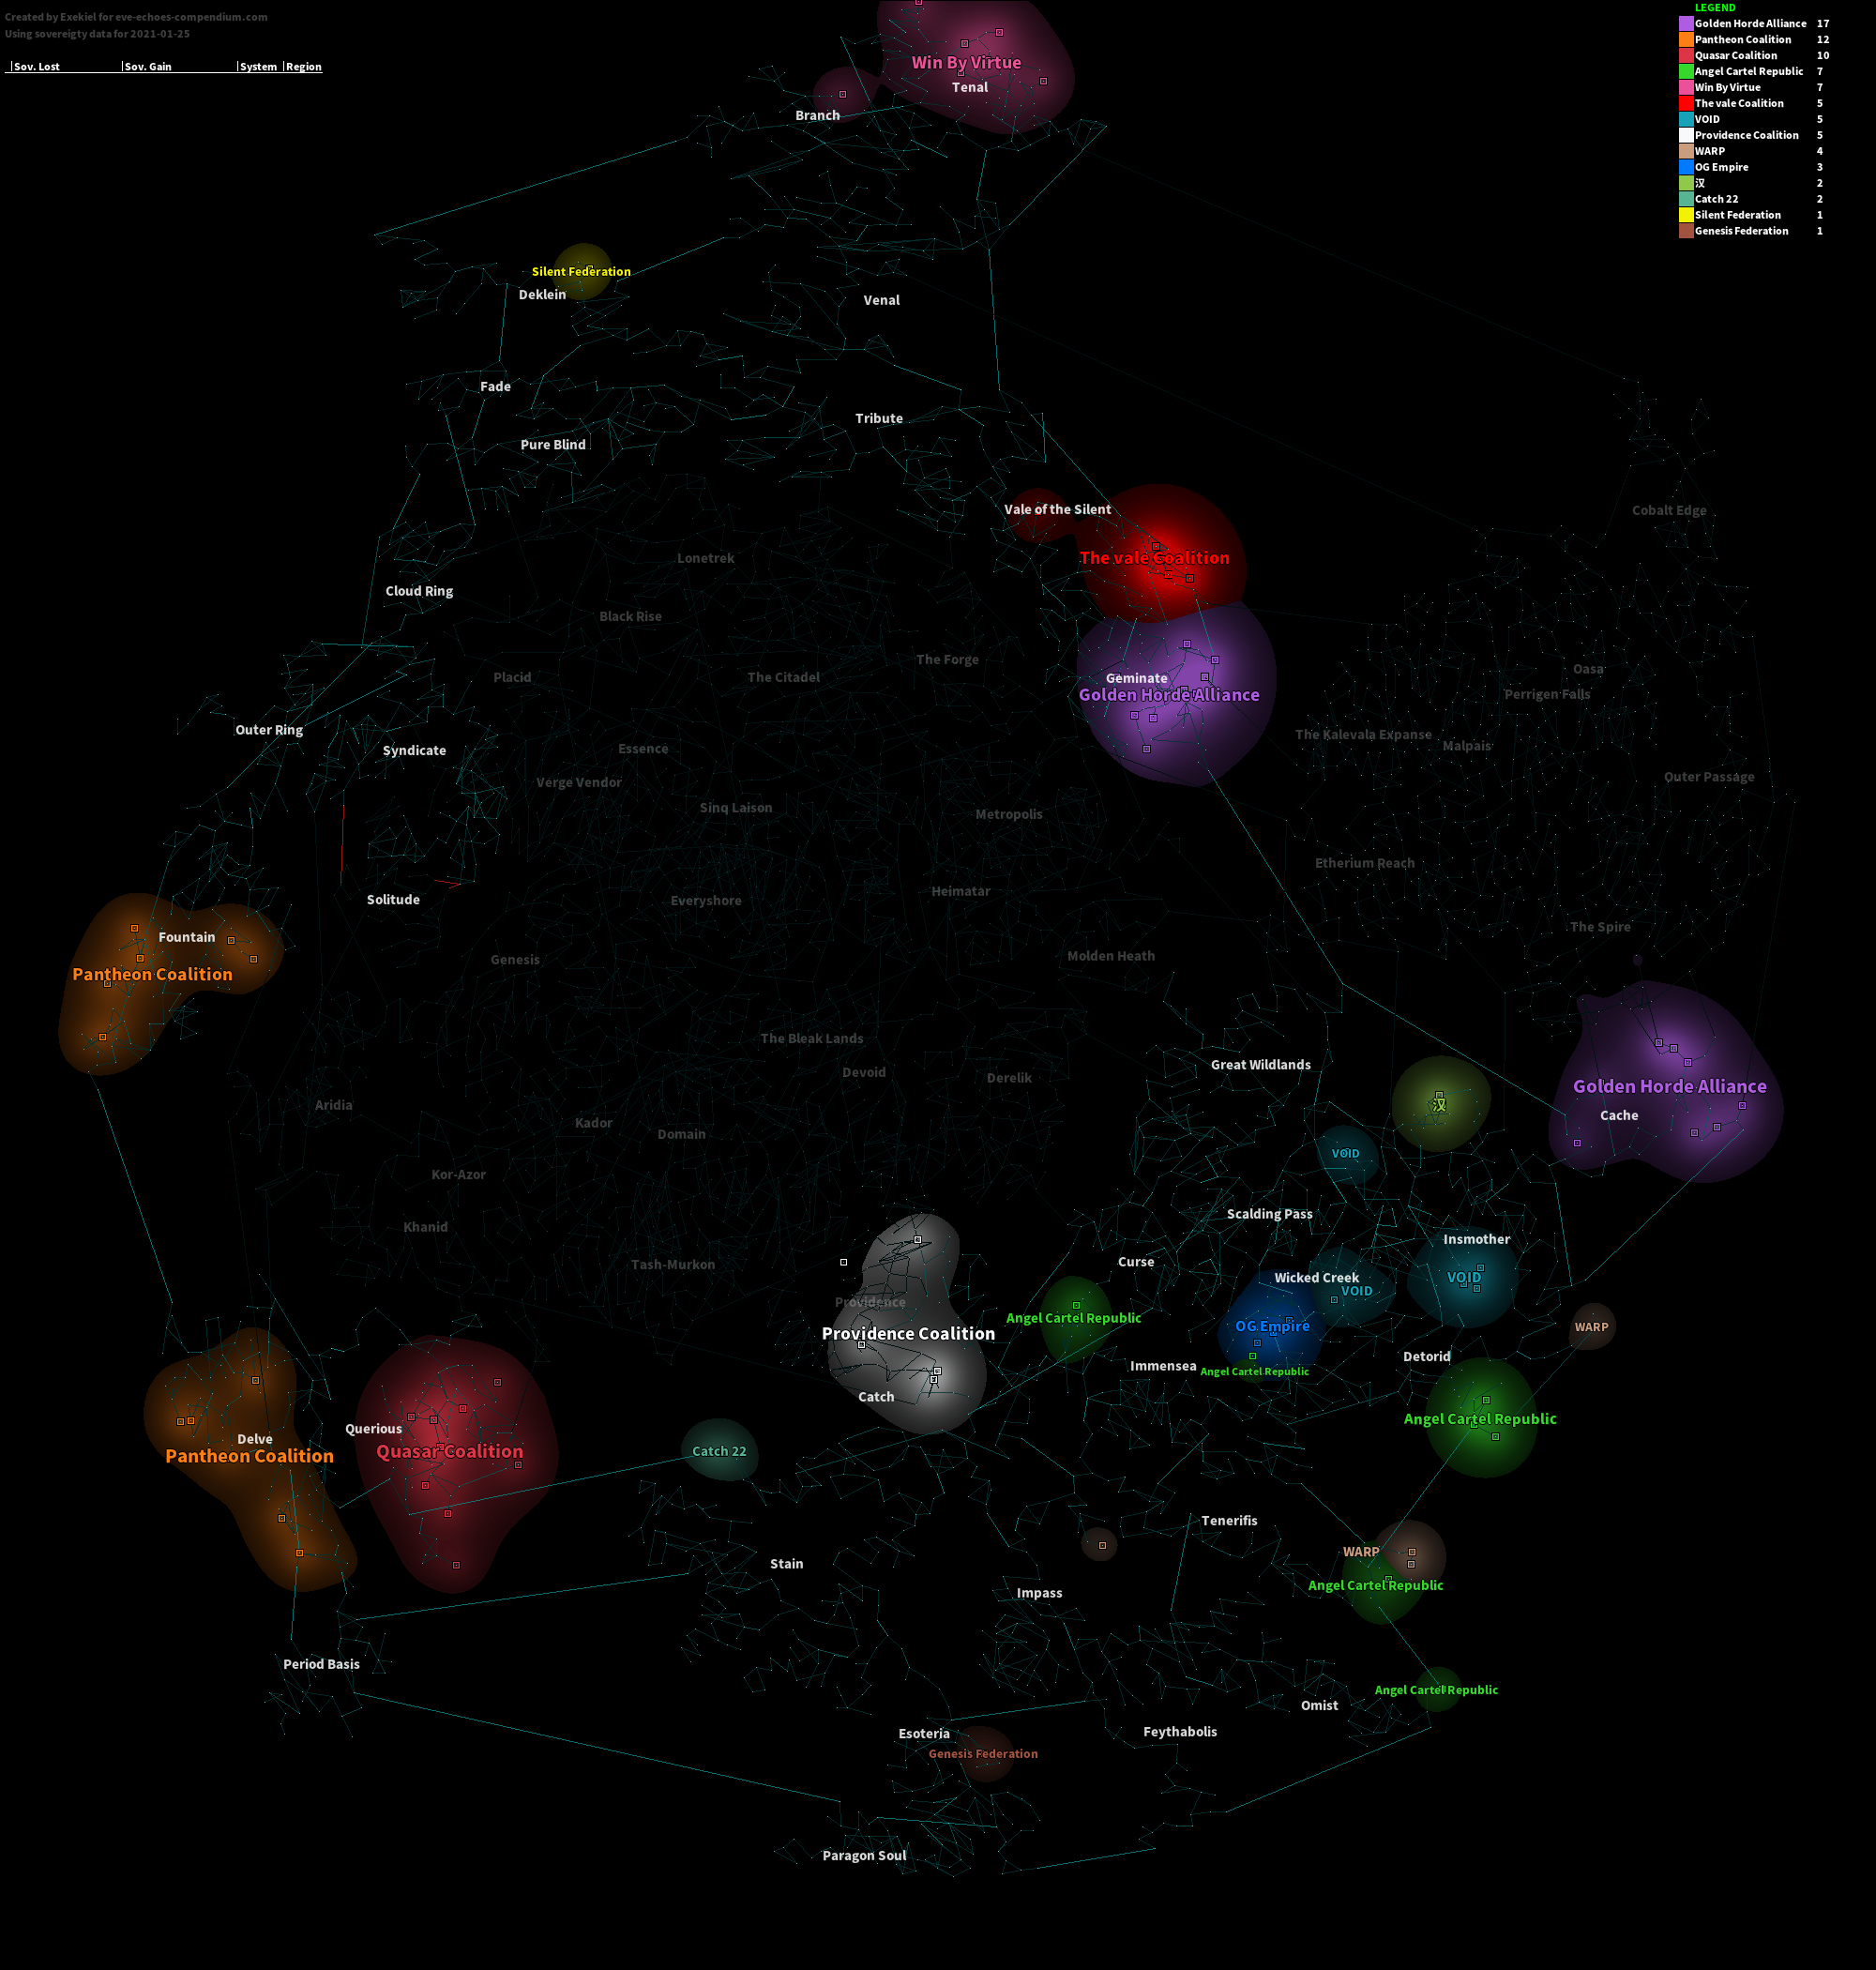 Created by Exekiel for eve-echoes-compendium.com
Using sovereigty data for 2021-01-25
Sov. Lost Sov. Gain System Region
LEGEND
Golden Horde Alliance 17
Pantheon Coalition 12
Quasar Coalition 10
Angel Cartel Republic 7
Win By Virtue 7
The vale Coalition 5
VOID 5
Providence Coalition 5
WARP 4
OG Empire 3
汉 2
Catch 22 2
Silent Federation 1
Genesis Federation 1
Win By Virtue
Tenal
Branch
Silent Federation
Deklein
Venal
Fade
Tribute
Pure Blind
Vale of the Silent
Cobalt Edge
The vale Coalition
Lonetrek
Cloud Ring
Black Rise
The Forge
Oasa
Placid
The Citadel
Geminate
Golden Horde Alliance
Perrigen Falls
Outer Ring
The Kalevala Expanse
Malpais
Syndicate
Essence
Outer Passage
Verge Vendor
Sinq Laison
Metropolis
Etherium Reach
Heimatar
Solitude
Everyshore
The Spire
Fountain
Molden Heath
Genesis
Pantheon Coalition
The Bleak Lands
Great Wildlands
Devoid
Derelik
Golden Horde Alliance
Aridia
汉
Cache
Kador
Domain
VOID
Kor-Azor
Scalding Pass
Khanid
Insmother
Tash-Murkon
Curse
Wicked Creek
VOID
VOID
Providence
Angel Cartel Republic
OG Empire
WARP
Providence Coalition
Detorid
Immensea
Angel Cartel Republic
Catch
Angel Cartel Republic
Querious
Delve
Pantheon Coalition
Quasar Coalition
Catch 22
Tenerifis
WARP
Stain
Angel Cartel Republic
Impass
Period Basis
Angel Cartel Republic
Omist
Esoteria
Feythabolis
Genesis Federation
Paragon Soul